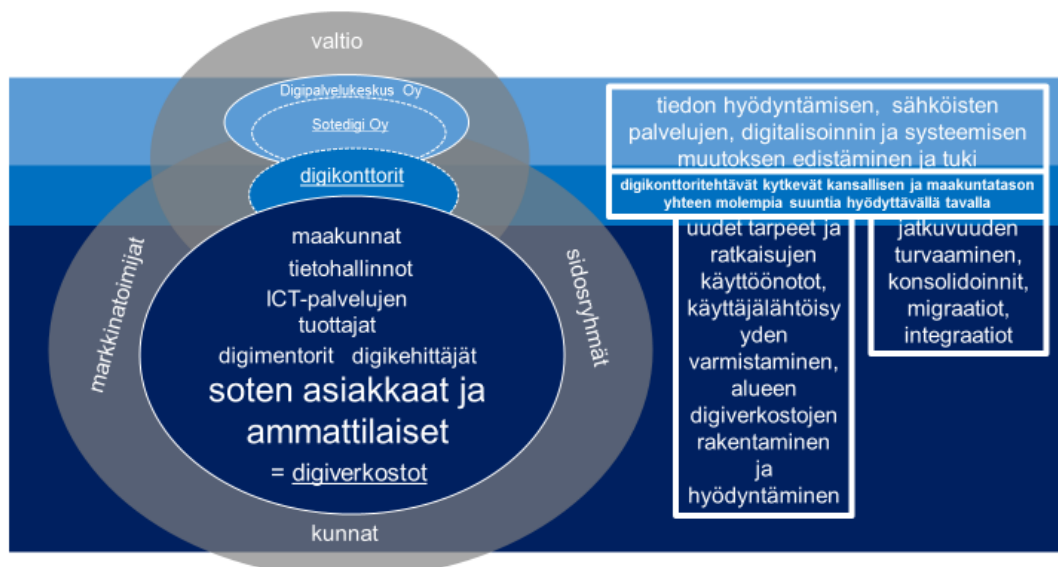 valtio
Digipalvelukeskus Oy
Sotedigi Oy
digikonttorit
maakunnat
tietohallinnot
ICT-palvelujen
tuottajat
digimentorit digikehittäjät
soten asiakkaat ja
ammattilaiset
= digiverkostot
markkinatoimijat
sidosryhmät
kunnat
tiedon hyödyntämisen, sähköisten
palvelujen, digitalisoinnin ja systeemisen
muutoksen edistäminen ja tuki
digikonttoritehtävät kytkevät kansallisen ja maakuntatason
yhteen molempia suuntia hyödyttävällä tavalla
uudet tarpeet ja
ratkaisujen
käyttöönotot,
käyttäjälähtöisy
yden
varmistaminen,
alueen
digiverkostojen
rakentaminen
ja
hyödyntäminen
jatkuvuuden
turvaaminen,
konsolidoinnit,
migraatiot,
integraatiot